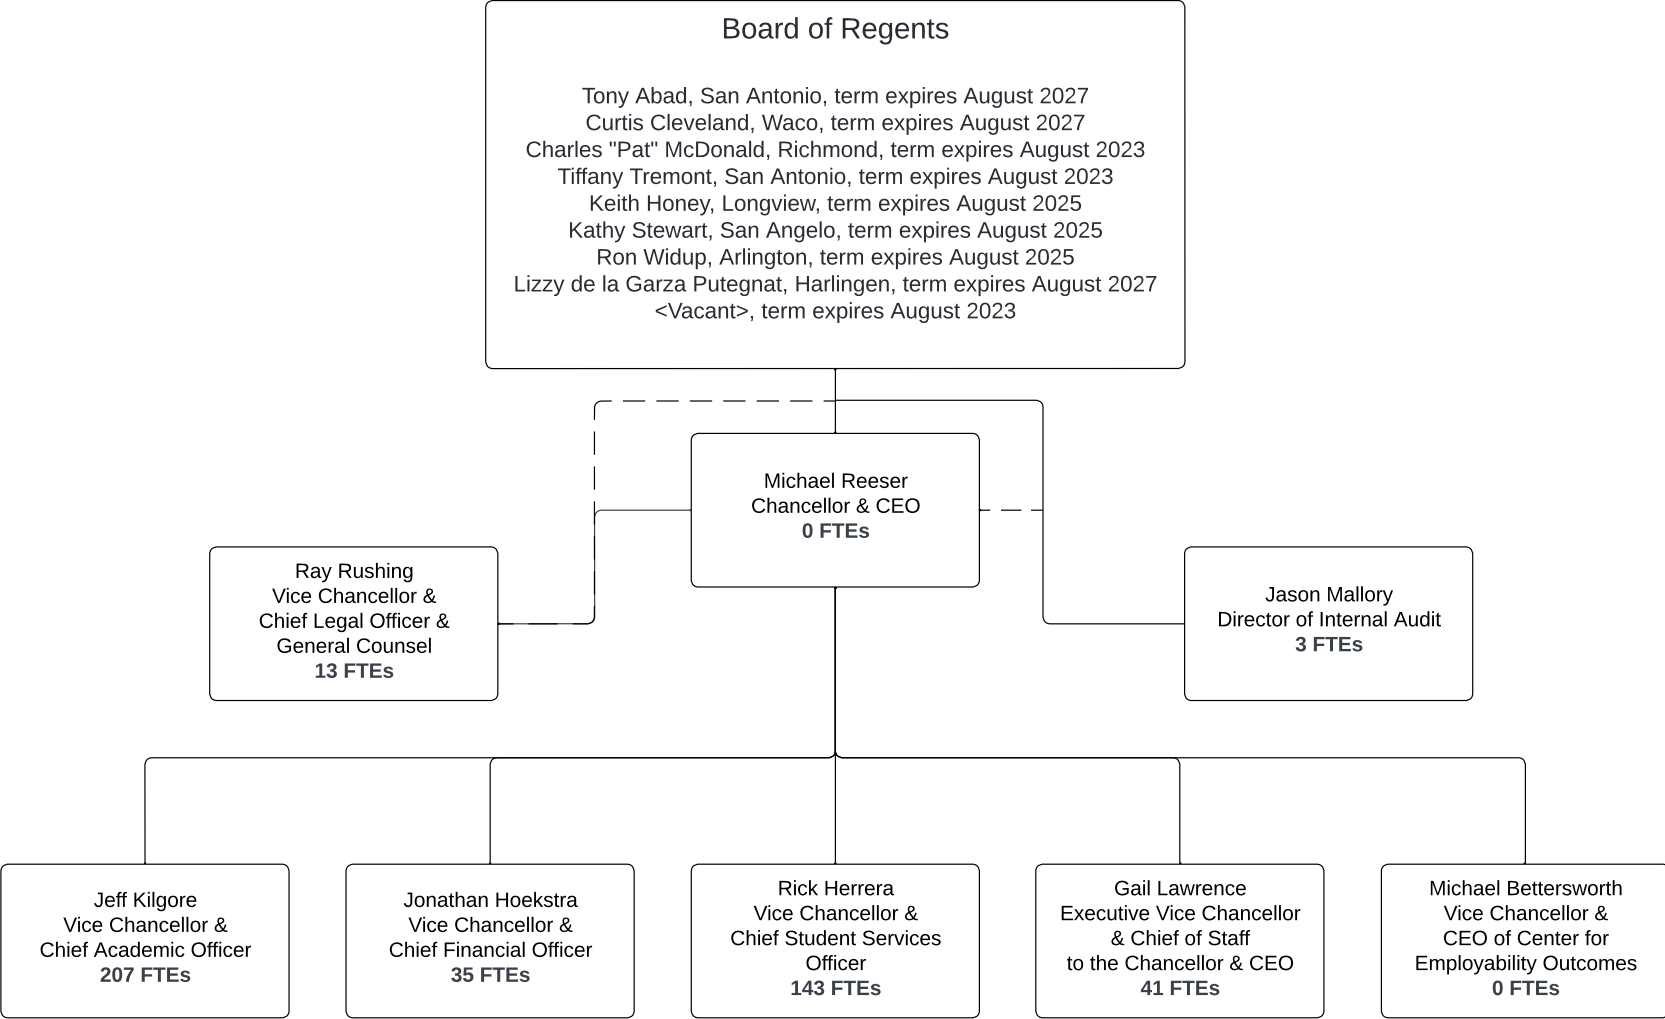 Board of Regents
Tony Abad, San Antonio, term expires August 2027
Curtis Cleveland, Waco, term expires August 2027
Charles "Pat" McDonald, Richmond, term expires August 2023
Tiffany Tremont, San Antonio, term expires August 2023
Keith Honey, Longview, term expires August 2025
Kathy Stewart, San Angelo, term expires August 2025
Ron Widup, Arlington, term expires August 2025
Lizzy de la Garza Putegnat, Harlingen, term expires August 2027
<Vacant>, term expires August 2023
Michael Reeser
Chancellor & CEO
0 FTEs
Ray Rushing
Vice Chancellor &
Chief Legal Officer &
General Counsel
13 FTEs
Jason Mallory
Director of Internal Audit
3 FTEs
Jeff Kilgore
Vice Chancellor &
Chief Academic Officer
207 FTEs
Jonathan Hoekstra
Vice Chancellor &
Chief Financial Officer
35 FTEs
Rick Herrera
Vice Chancellor &
Chief Student Services
Officer
143 FTEs
Gail Lawrence
Executive Vice Chancellor
& Chief of Staff
to the Chancellor & CEO
41 FTEs
Michael Bettersworth
Vice Chancellor &
CEO of Center for
Employability Outcomes
0 FTEs